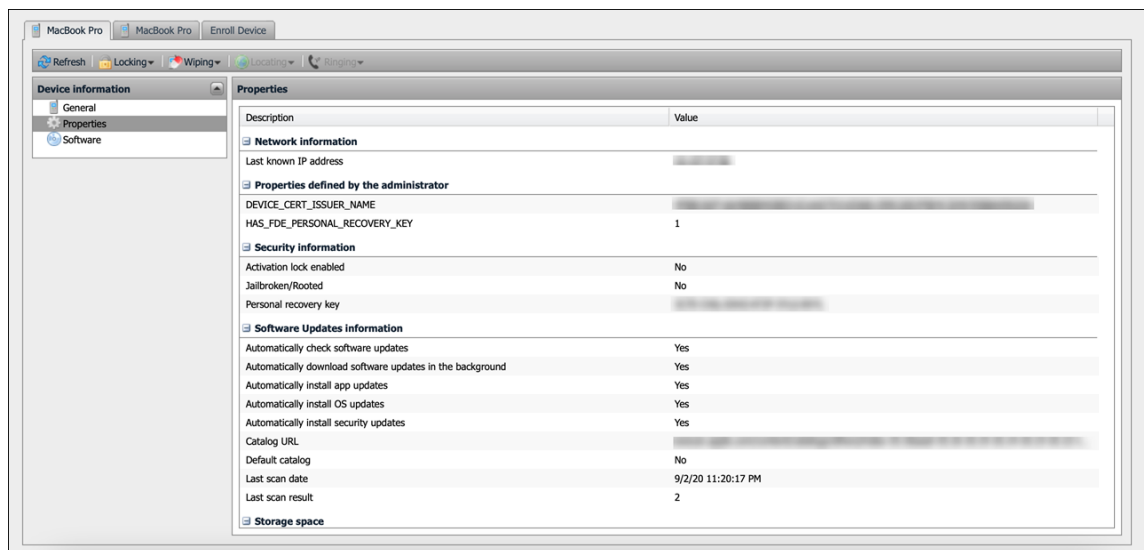 MacBook Pro MacBook Pro Enroll Device
Refresh Locking Wiping Locating Ringing
Device information
General
Properties
Software
Properties
Description Value
Network information
Last known IP address
Properties defined by the administrator
DEVICE_CERT_ISSUER_NAME
HAS_FDE_PERSONAL_RECOVERY_KEY 1
Security information
Activation lock enabled No
Jailbroken/Rooted No
Personal recovery key
Software Updates information
Automatically check software updates Yes
Automatically download software updates in the background Yes
Automatically install app updates Yes
Automatically install OS updates Yes
Automatically install security updates Yes
Catalog URL
Default catalog No
Last scan date 9/2/20 11:20:17 PM
Last scan result 2
Storage space